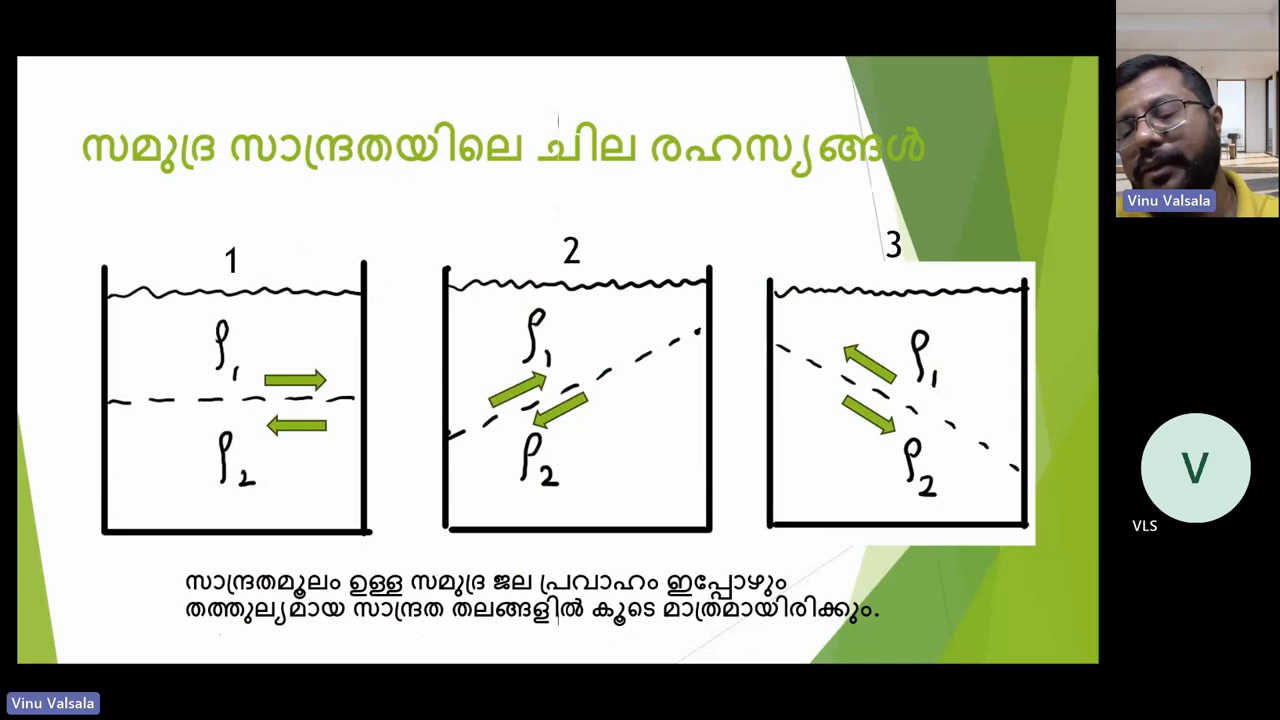 സമുദ്ര സാന്ദ്രതയിലെ ചില രഹസ്യങ്ങൾ
1
2
3
ρ1
ρ2
ρ1
ρ2
ρ1
ρ2
സാന്ദ്രതമൂലം ഉള്ള സമുദ്ര ജല പ്രവാഹം ഇപ്പോഴും
തത്തുല്യമായ സാന്ദ്രത തലങ്ങളിൽ കൂടെ മാത്രമായിരിക്കും.
Vinu Valsala
V
VLS
Vinu Valsala